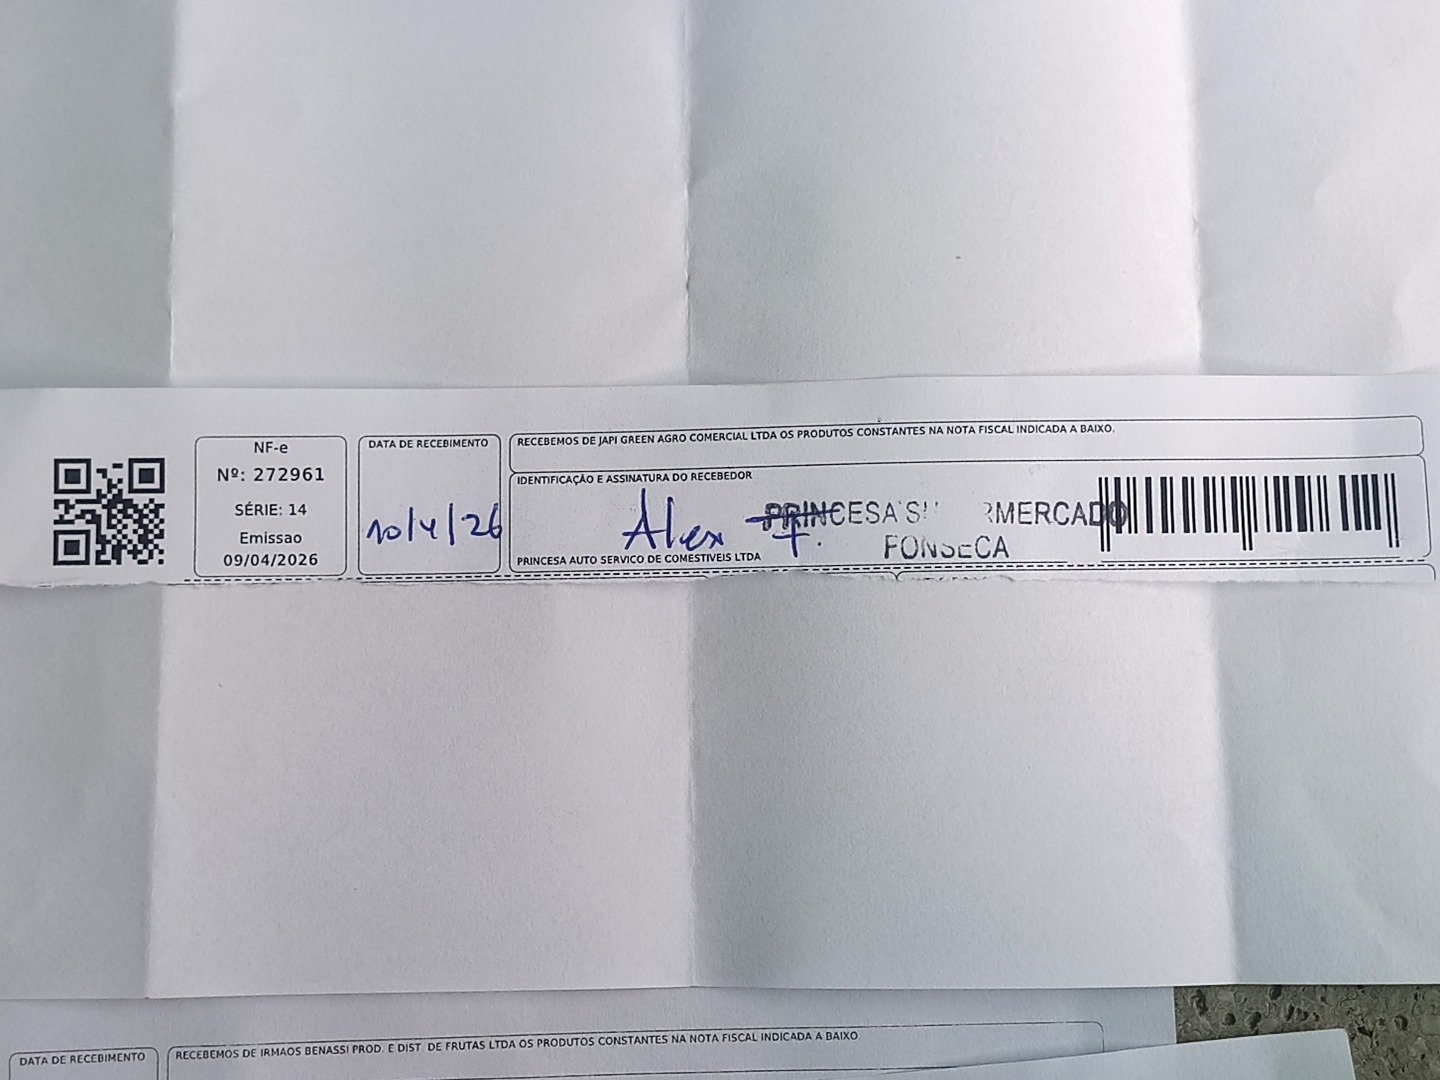 NF-e
Nº: 272961
SÉRIE: 14
Emissao
09/04/2026
DATA DE RECEBIMENTO
10/4/26
RECEBEMOS DE JAPI GREEN AGRO COMERCIAL LTDA OS PRODUTOS CONSTANTES NA NOTA FISCAL INDICADA A BAIXO.
IDENTIFICAÇÃO E ASSINATURA DO RECEBEDOR
Alex F.
PRINCESA S RMERCADO
FONSECA
PRINCESA AUTO SERVICO DE COMESTIVEIS LTDA
DATA DE RECEBIMENTO
RECEBEMOS DE IRMAOS BENASSI PROD. E DIST. DE FRUTAS LTDA OS PRODUTOS CONSTANTES NA NOTA FISCAL INDICADA A BAIXO